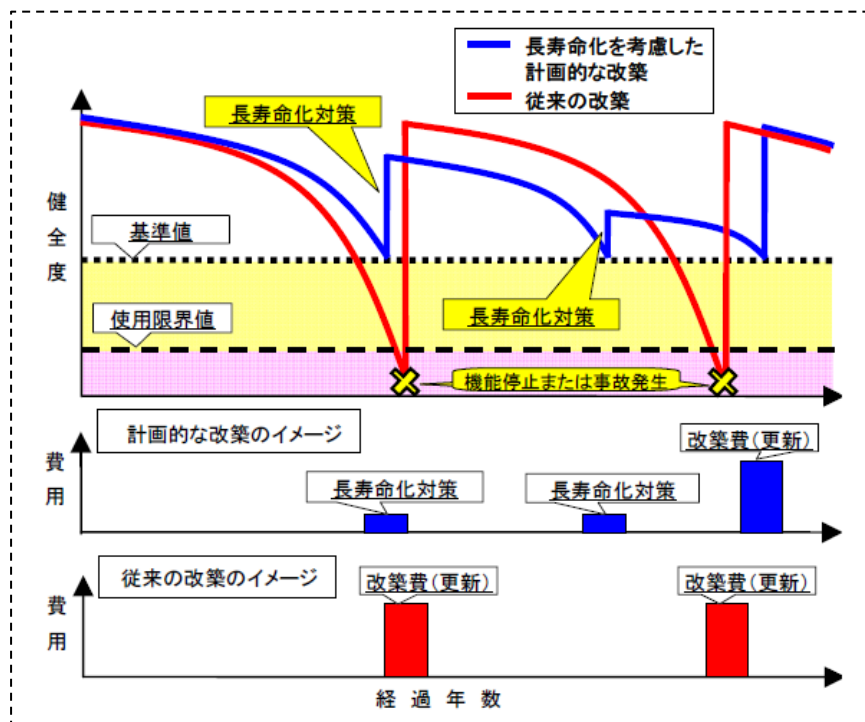 長寿命化を考慮した
計画的な改築
従来の改築
長寿命化対策
健全度
基準値
長寿命化対策
使用限界値
機能停止または事故発生
計画的な改築のイメージ
改築費(更新)
費用
長寿命化対策
長寿命化対策
従来の改築のイメージ
改築費(更新)
改築費(更新)
費用
経過年数